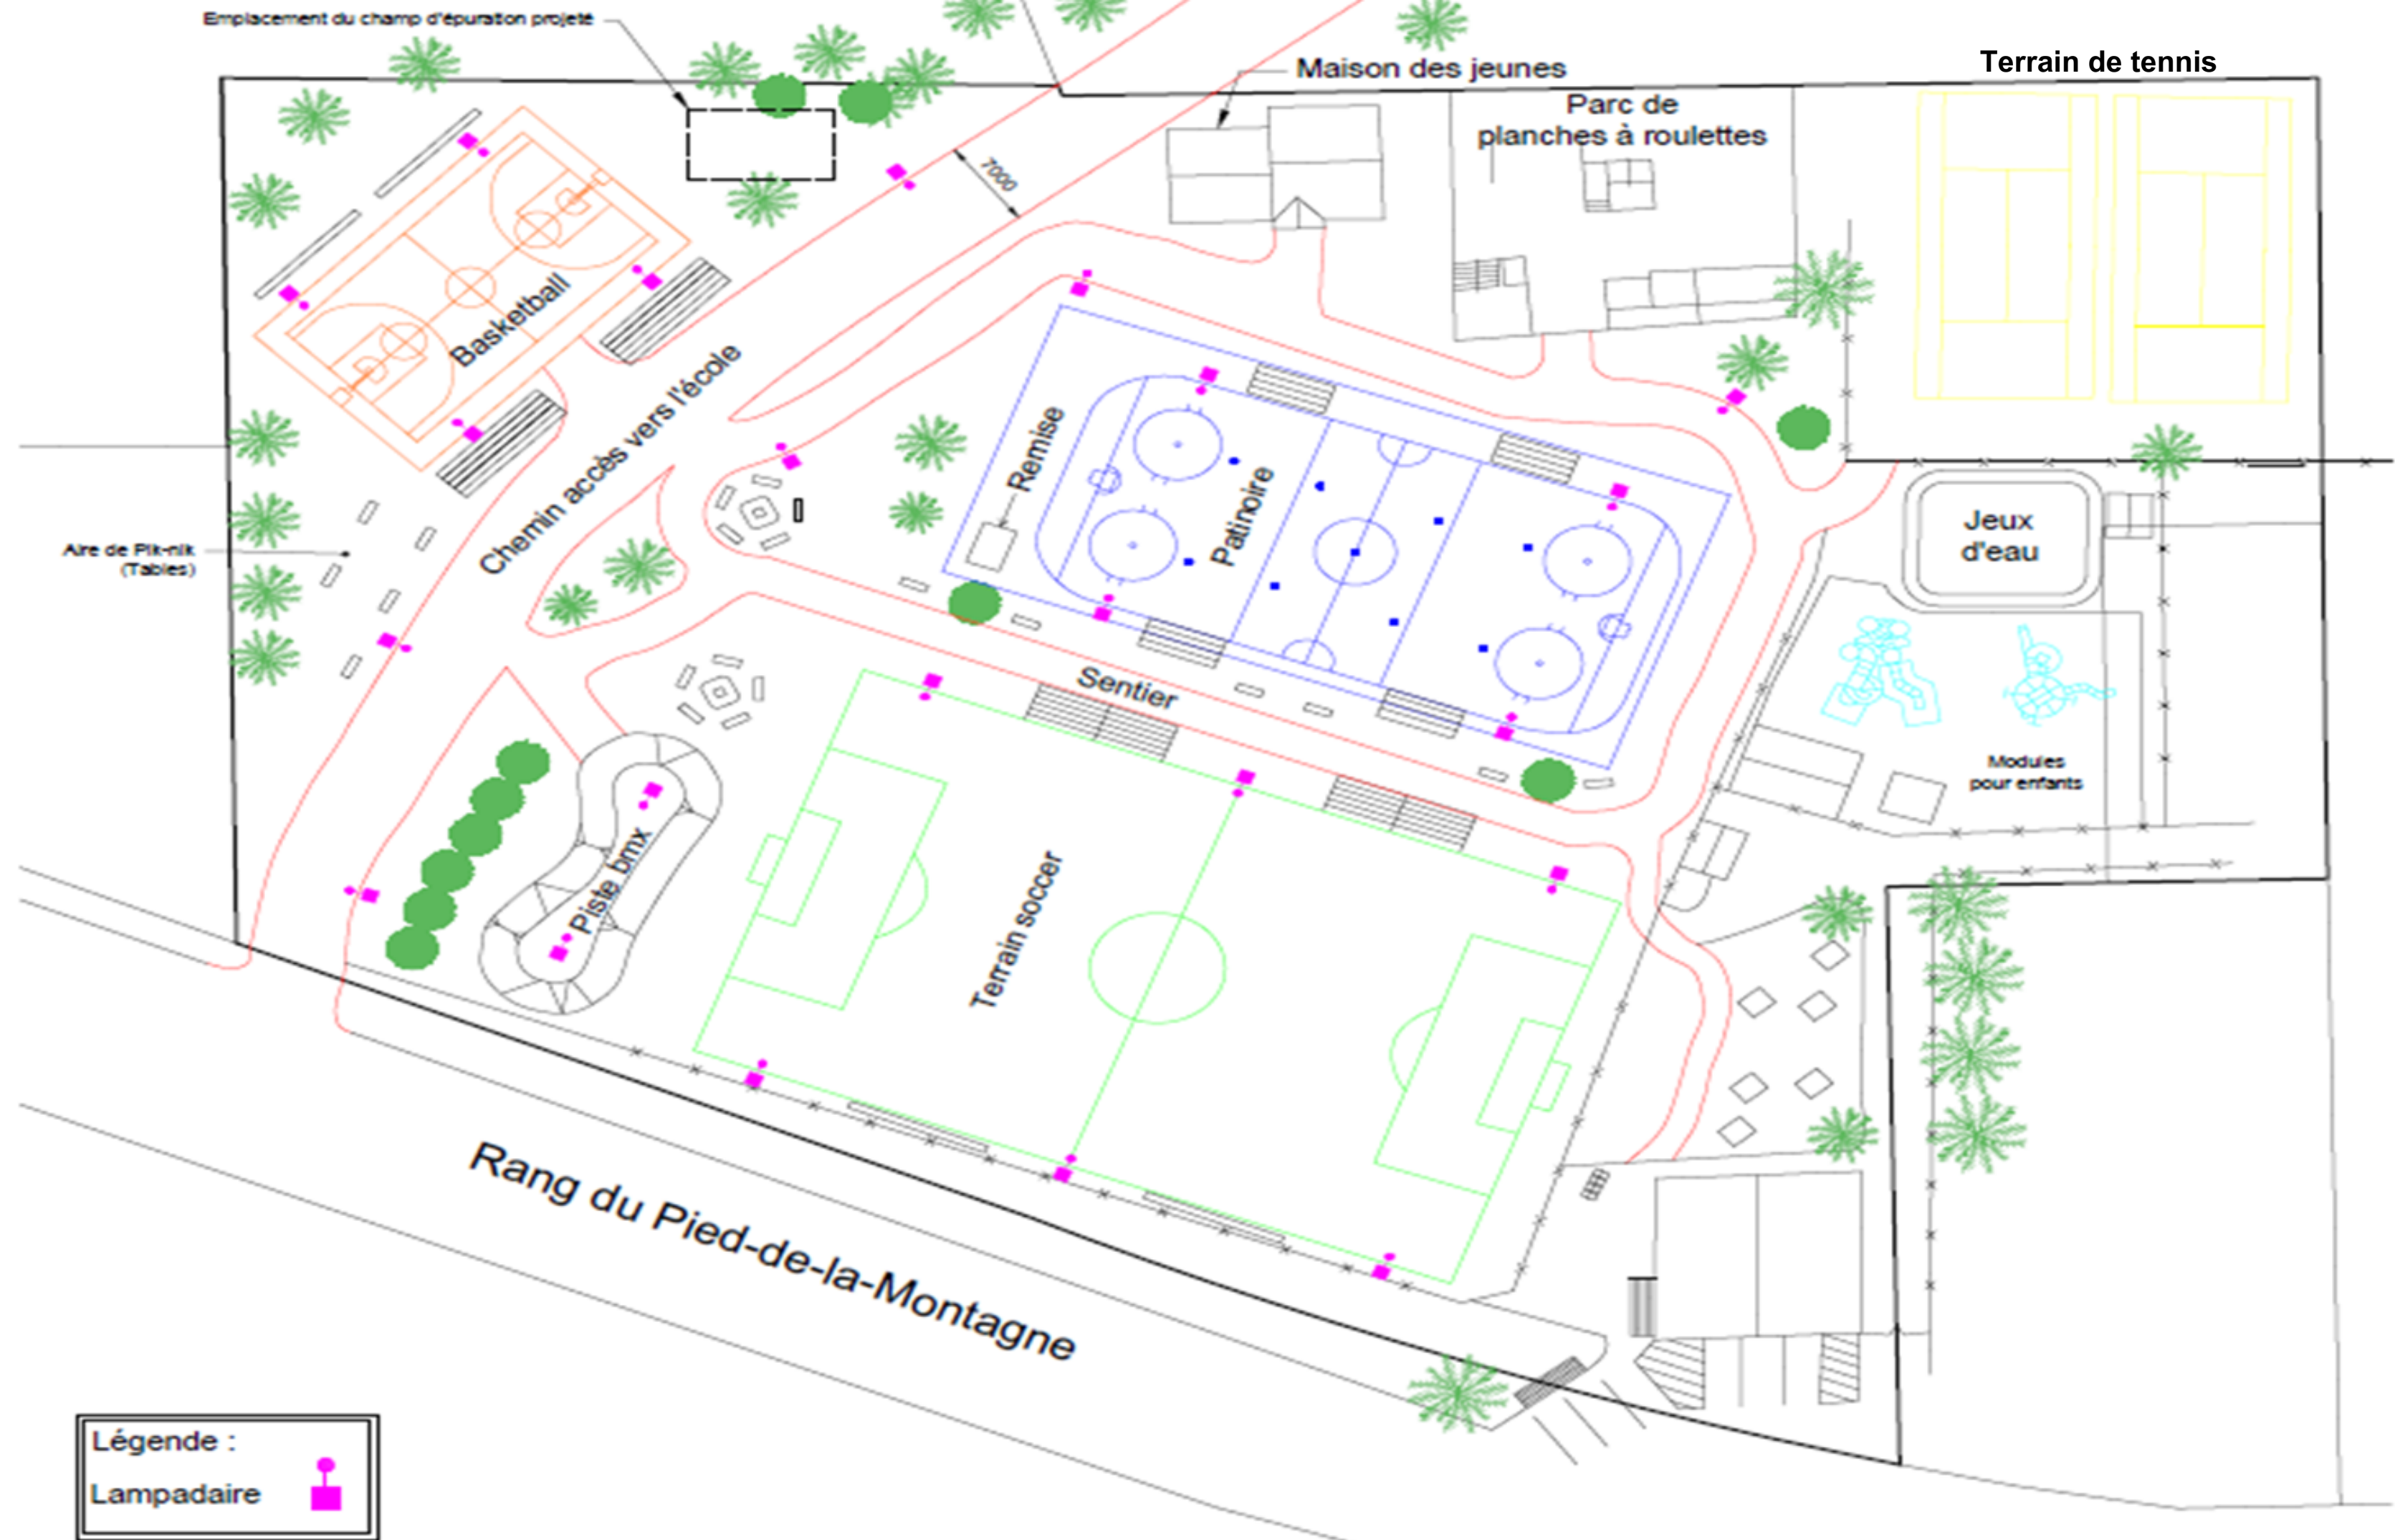 Emplacement du champ d'épuration projeté
Maison des jeunes
Terrain de tennis
Parc de
planches à roulettes
7000
Basketball
Chemin accès vers l'école
Remise
Patinoire
Jeux
d'eau
Aire de Pik-nik
(Tables)
Sentier
Modules
pour enfants
Piste bmx
Terrain soccer
Rang du Pied-de-la-Montagne
Légende :
Lampadaire